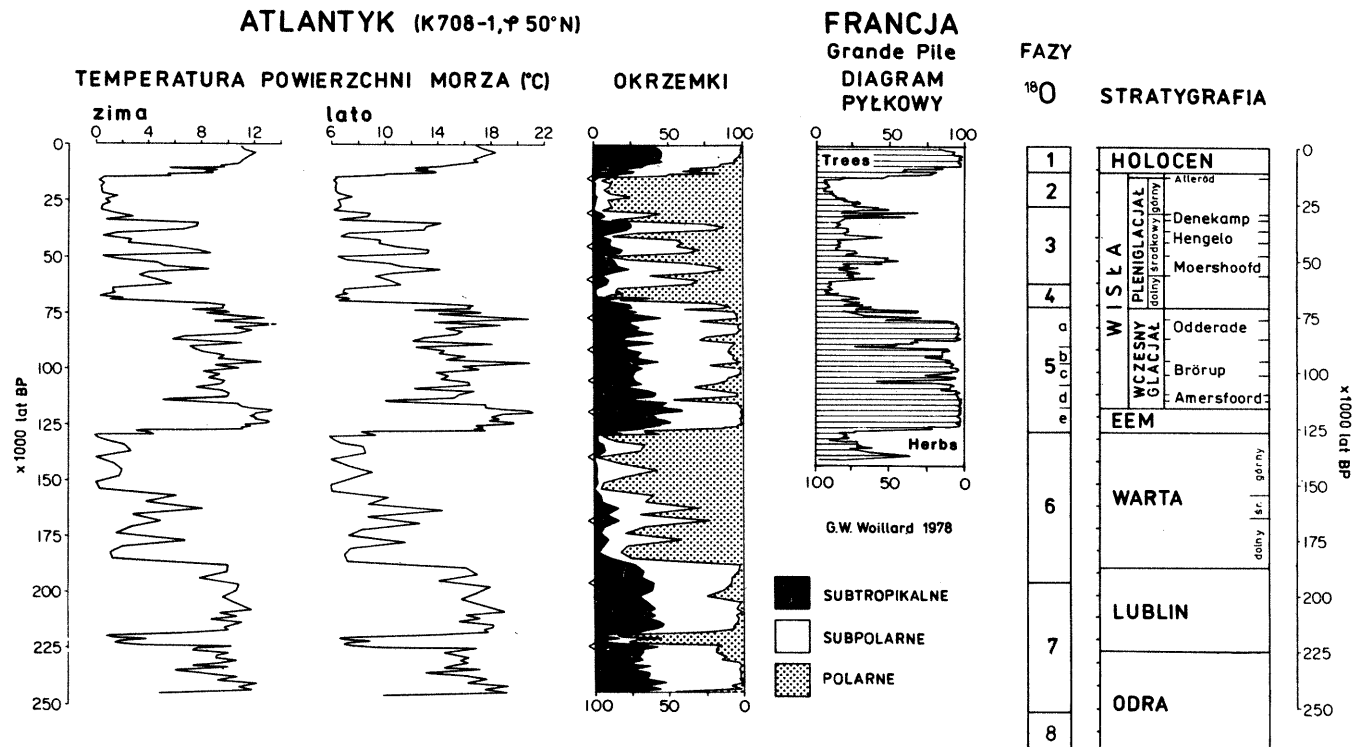 ATLANTYK (K708-1, φ 50°N)
TEMPERATURA POWIERZCHNI MORZA (°C)
zima
lato
0 4 8 12
6 10 14 18 22
OKRZEMKI
0 50 100
FRANCJA
Grande Pile
DIAGRAM
PYŁKOWY
0 50 100
FAZY
¹⁸O
STRATYGRAFIA
0
25
50
75
100
125
150
175
200
225
250
x 1000 lat BP
100 50 0
Trees
Herbs
100 50 0
G.W. Woillard 1978
SUBTROPIKALNE
SUBPOLARNE
POLARNE
1
2
3
4
5
a
b
c
d
e
6
7
8
HOLOCEN
WISŁA
PLENIGLACJAŁ
górny
środkowy
dolny
Alleröd
Denekamp
Hengelo
Moershoofd
WCZESNY
GLACJAŁ
Odderade
Brörup
Amersfoord
EEM
WARTA
górny
śr.
dolny
LUBLIN
ODRA
0
25
50
75
100
125
150
175
200
225
250
x 1000 lat BP